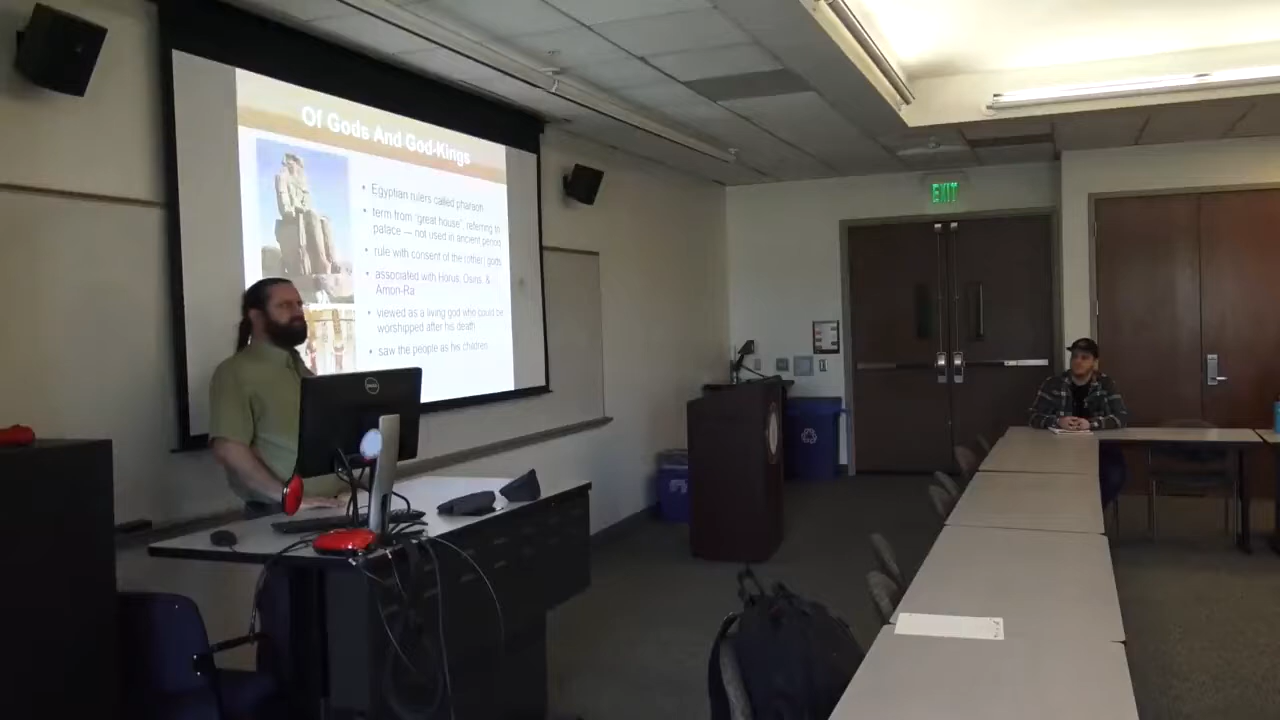 Of Gods And God-Kings
• Egyptian rulers called pharaoh
• term from "great house", referring to
palace — not used in ancient period
• rule with consent of the (other) gods
• associated with Horus, Osiris, &
Amon-Ra
• viewed as a living god who could be
worshipped after his death
• saw the people as his children
EXIT
DELL